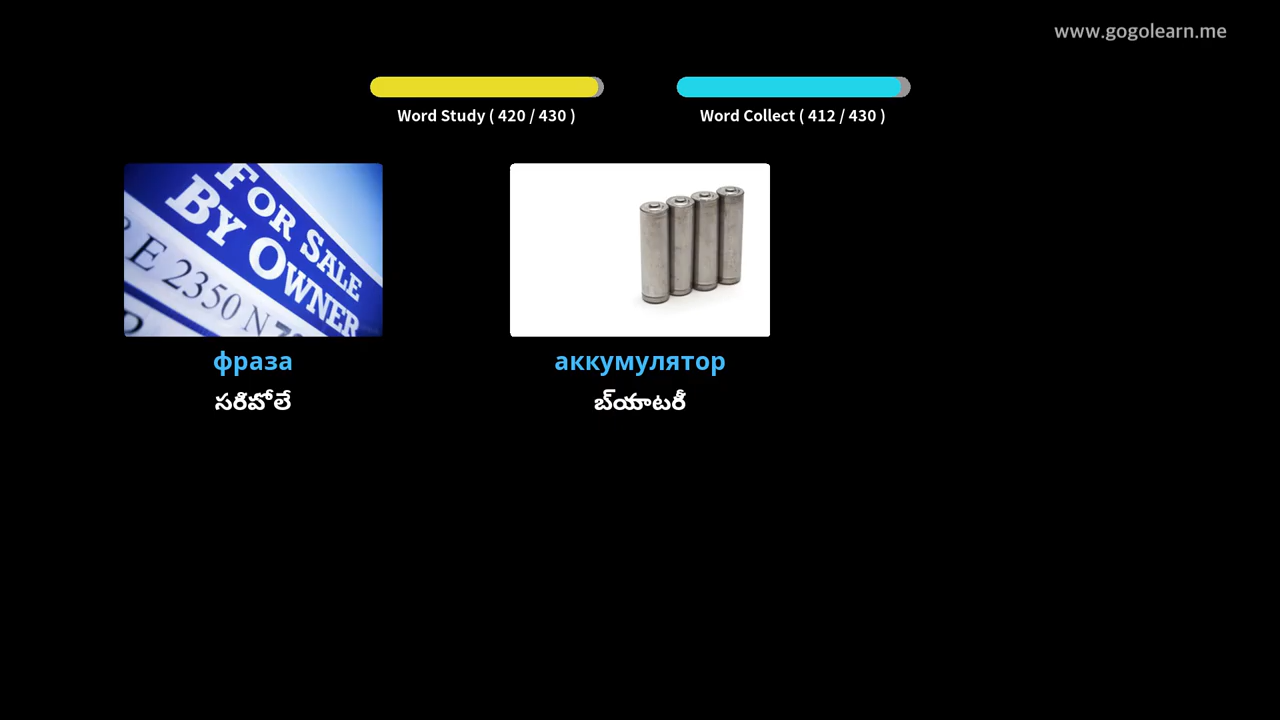 www.gogolearn.me
Word Study ( 420 / 430 )
Word Collect ( 412 / 430 )
FOR SALE
BY OWNER
E 2350 N
фраза
аккумулятор
సరిపోలే
బ్యాటరీ